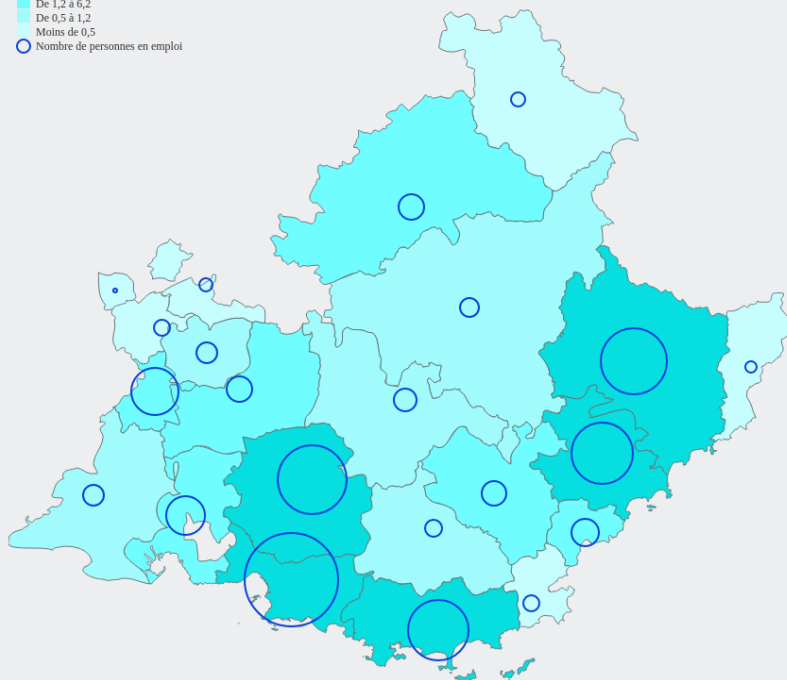 De 1,2 à 6,2
De 0,5 à 1,2
Moins de 0,5
Nombre de personnes en emploi